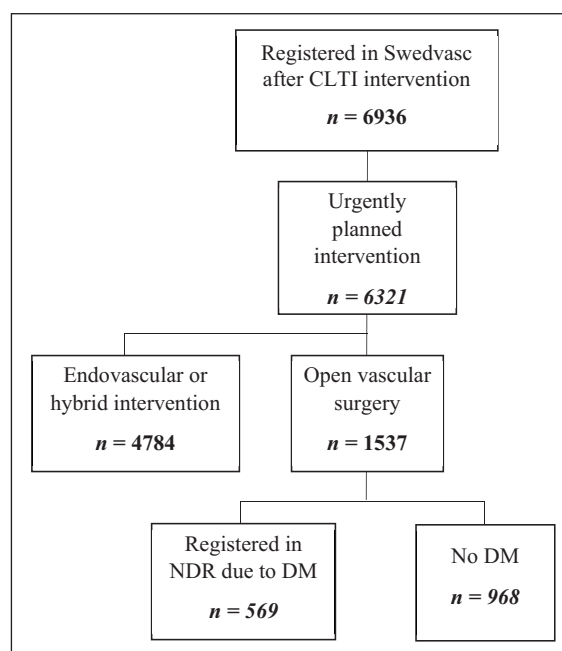 Registered in Swedvasc
after CLTI intervention
n = 6936
Urgently
planned
intervention
n = 6321
Endovascular or
hybrid intervention
n = 4784
Open vascular
surgery
n = 1537
Registered in
NDR due to DM
n = 569
No DM
n = 968